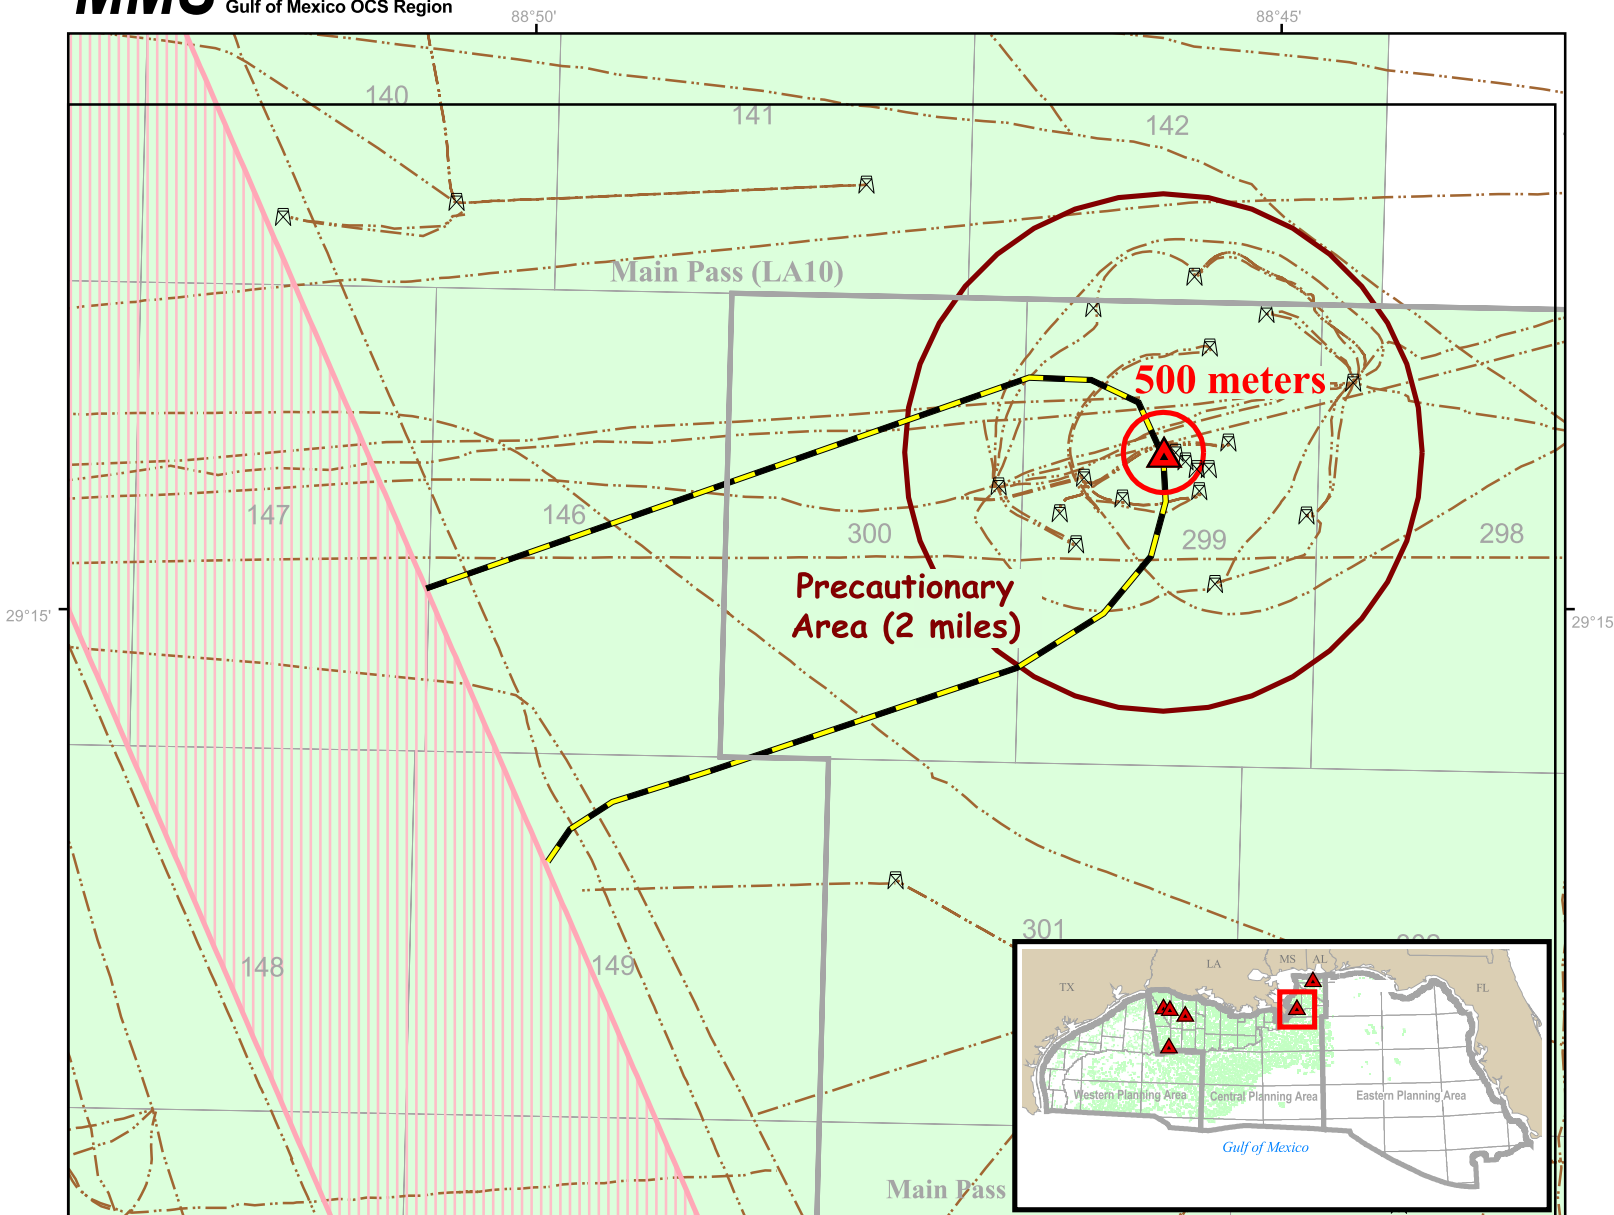 MMS Gulf of Mexico OCS Region
88°50'
88°45'
140
141
142
Main Pass (LA10)
500 meters
147
146
300
299
298
Precautionary
Area (2 miles)
29°15'
29°15
148
149
301
302
Main Pass
TX
LA
MS
AL
FL
Western Planning Area
Central Planning Area
Eastern Planning Area
Gulf of Mexico